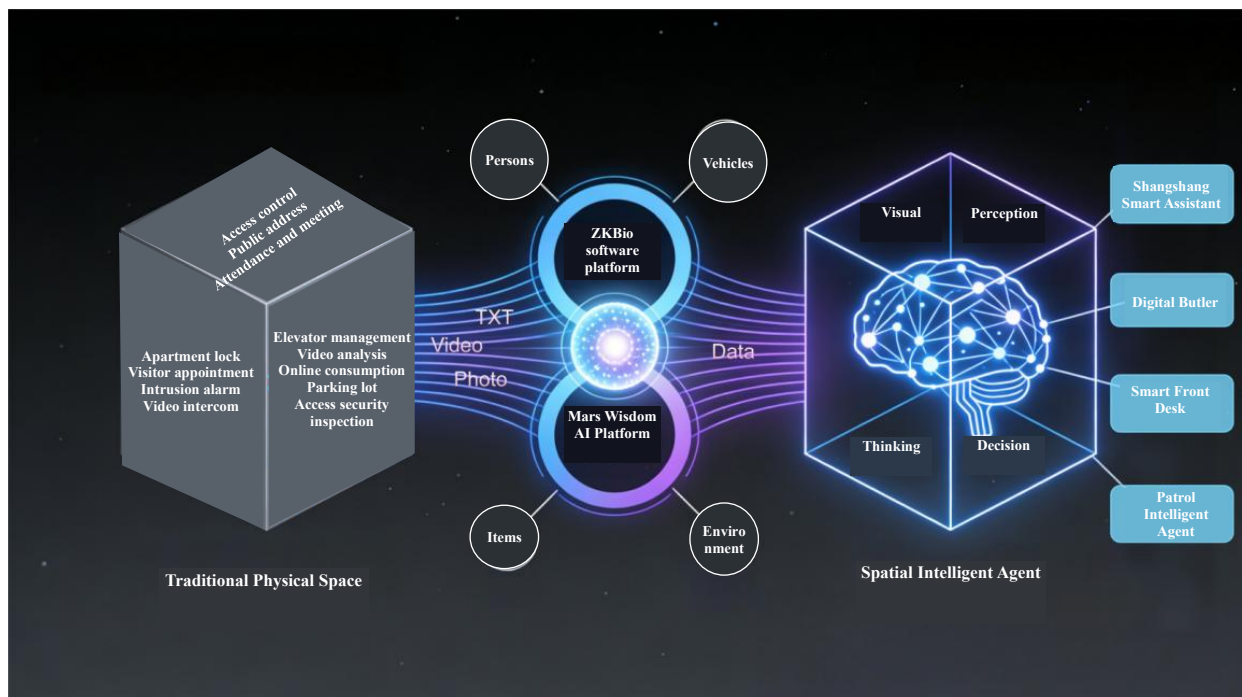 Access control
Public address
Attendance and meeting
Apartment lock
Visitor appointment
Intrusion alarm
Video intercom
Elevator management
Video analysis
Online consumption
Parking lot
Access security
inspection
Traditional Physical Space
TXT
Video
Photo
Persons
Vehicles
ZKBio
software
platform
Mars Wisdom
AI Platform
Items
Enviro
nment
Data
Visual
Perception
Thinking
Decision
Spatial Intelligent Agent
Shangshang
Smart Assistant
Digital Butler
Smart Front
Desk
Patrol
Intelligent
Agent